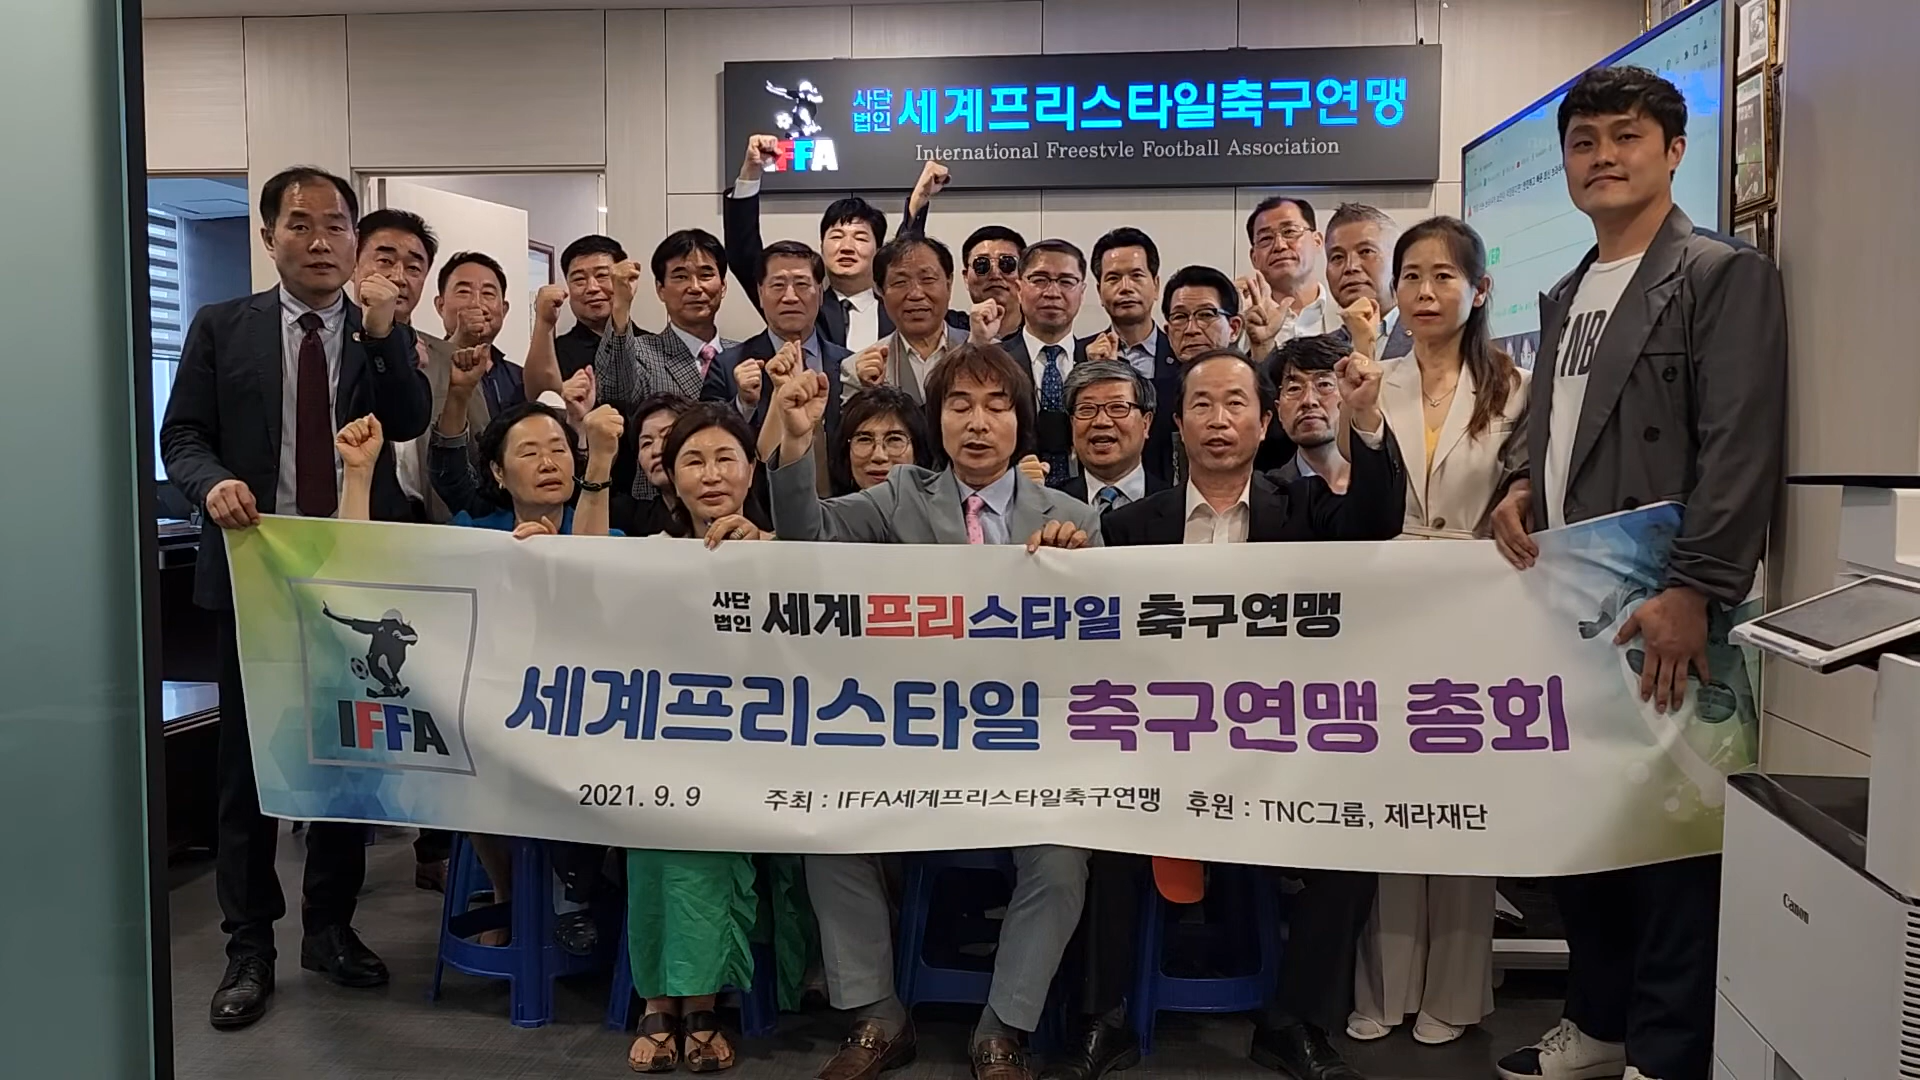 사단
법인 세계프리스타일축구연맹
IFFA
International Freestyle Football Association
사단
법인 세계프리스타일 축구연맹
IFFA
세계프리스타일 축구연맹 총회
2021. 9. 9 주최 : IFFA세계프리스타일축구연맹 후원 : TNC그룹, 제라재단
Canon